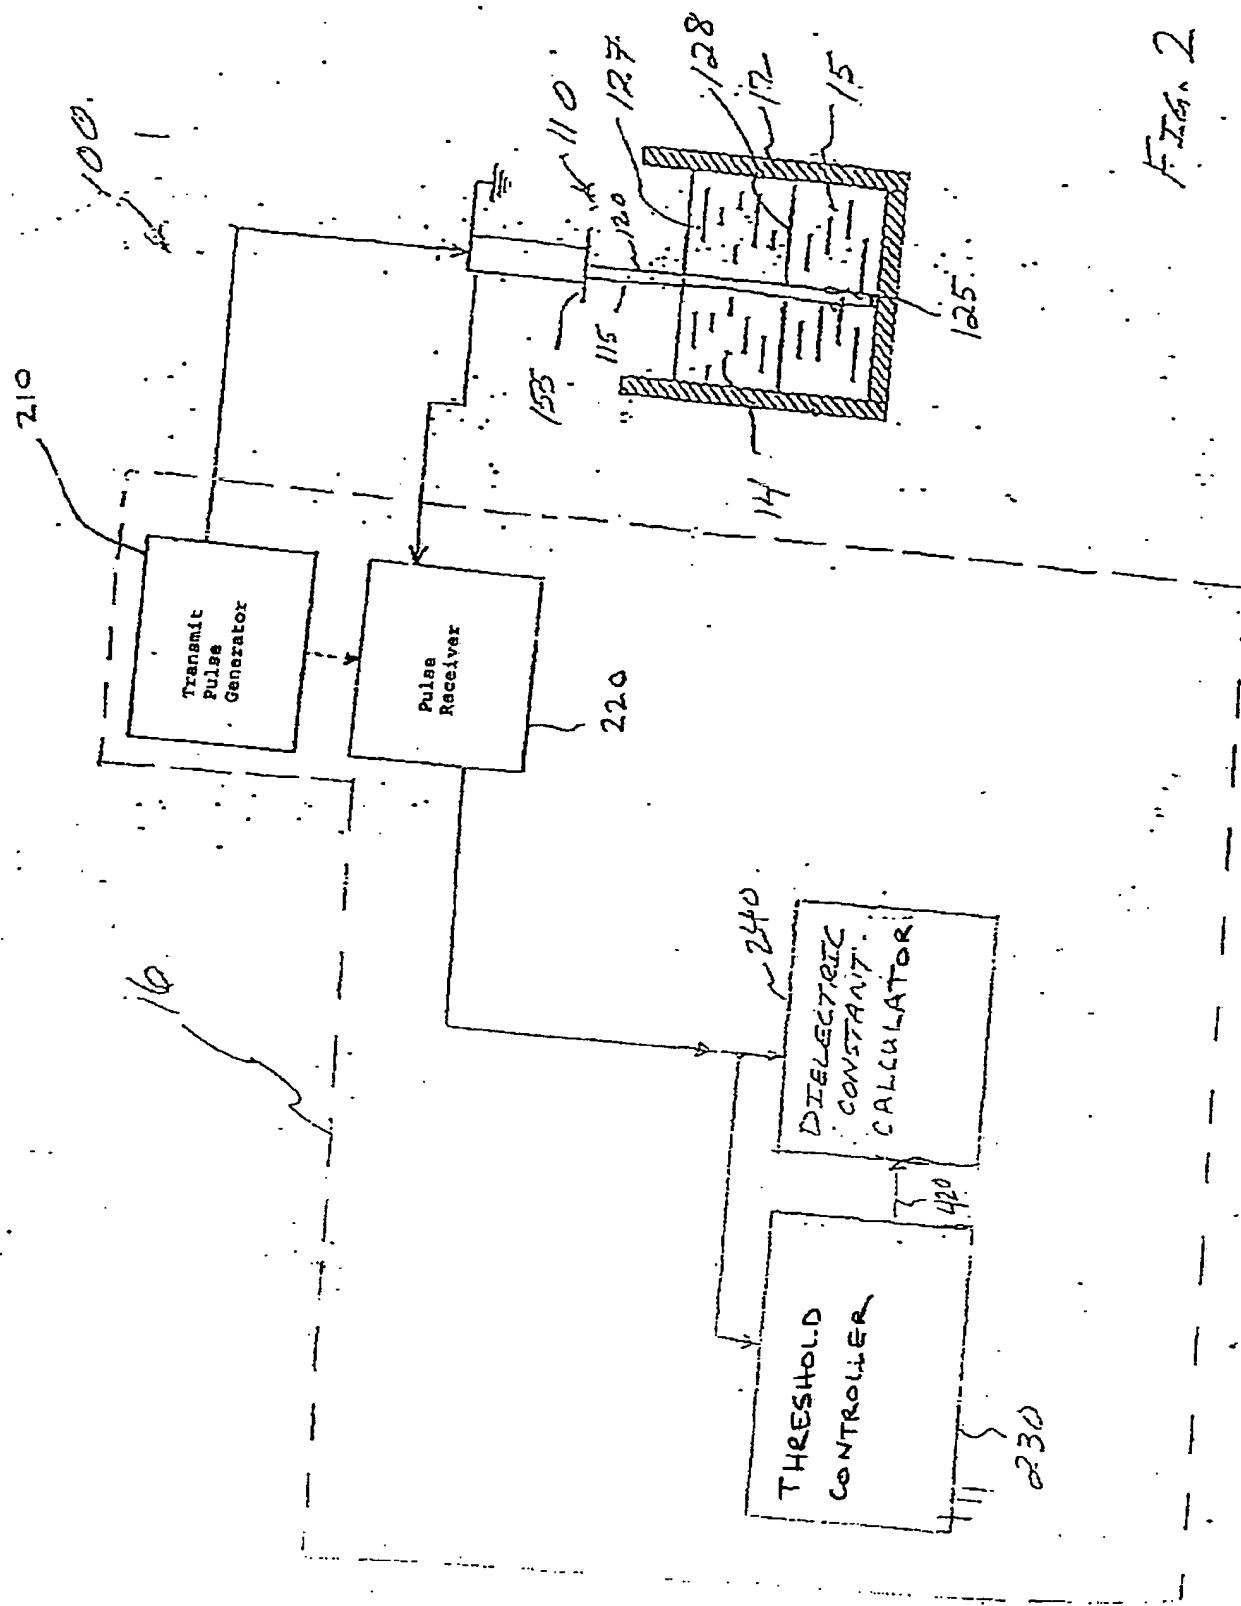 100
210
Transmit
Pulse
Generator
Pulse
Receiver
220
110
155
115
120
127
128
12
15
14
125
16
240
DIELECTRIC
CONSTANT
CALCULATOR
420
THRESHOLD
CONTROLLER
230
FIG. 2